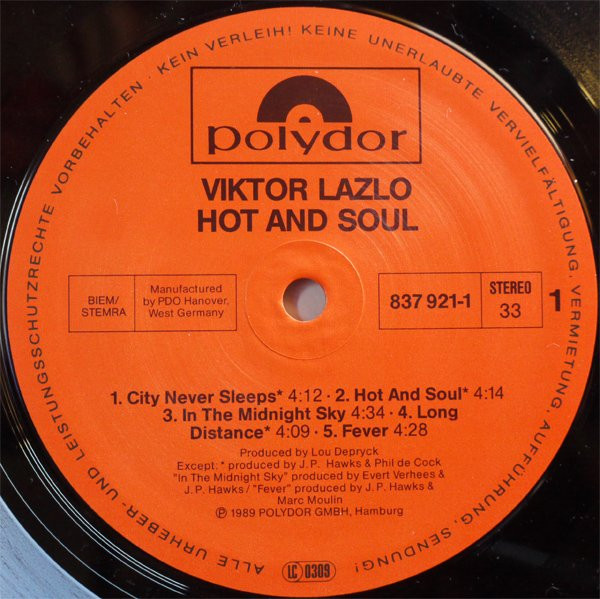 ALLE URHEBER- UND LEISTUNGSSCHUTZRECHTE VORBEHALTEN · KEIN VERLEIH! KEINE UNERLAUBTE VERVIELFÄLTIGUNG, VERMIETUNG, AUFFÜHRUNG, SENDUNG!
polydor
VIKTOR LAZLO
HOT AND SOUL
BIEM/
STEMRA
Manufactured
by PDO Hanover,
West Germany
837 921-1
STEREO
33
1
1. City Never Sleeps* 4:12 · 2. Hot And Soul* 4:14
3. In The Midnight Sky 4:34 · 4. Long
Distance* 4:09 · 5. Fever 4:28
Produced by Lou Depryck
Except: * produced by J.P. Hawks & Phil de Cock
"In The Midnight Sky" produced by Evert Verhees &
J.P. Hawks / "Fever" produced by J.P. Hawks &
Marc Moulin
℗ 1989 POLYDOR GMBH, Hamburg
LC 0309